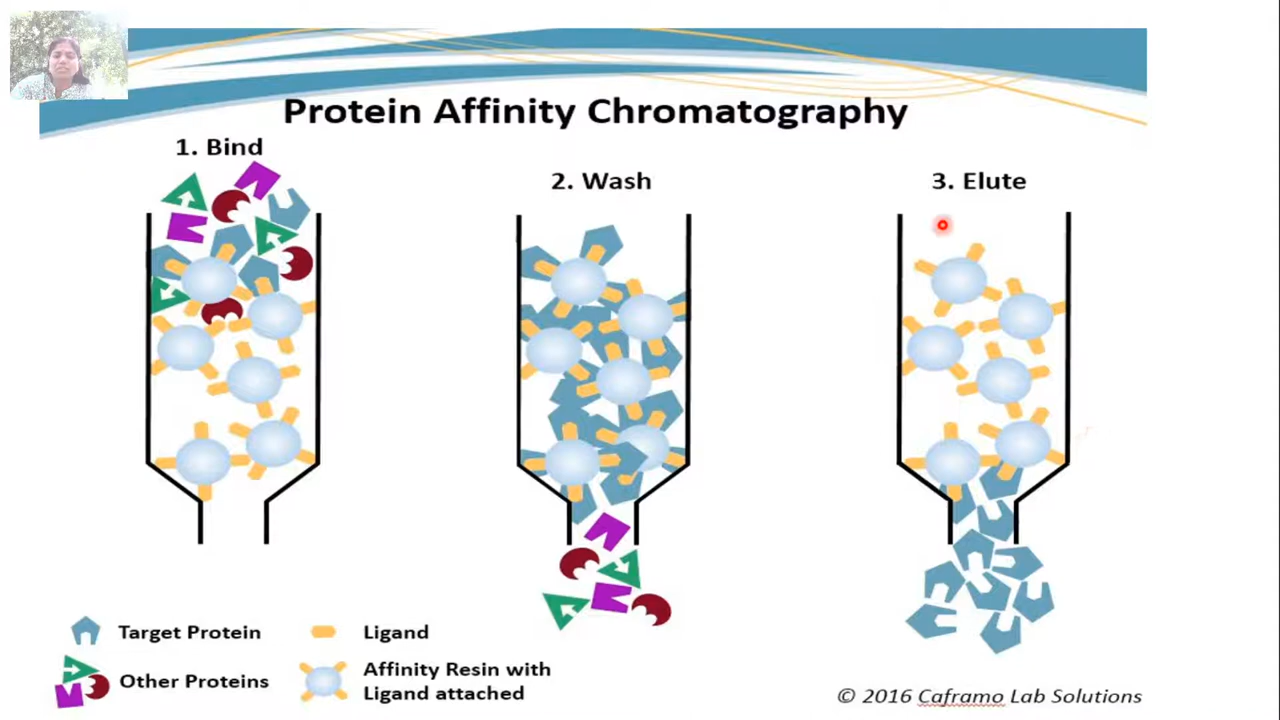 Protein Affinity Chromatography
1. Bind
2. Wash
3. Elute
Target Protein
Ligand
Other Proteins
Affinity Resin with
Ligand attached
© 2016 Caframo Lab Solutions